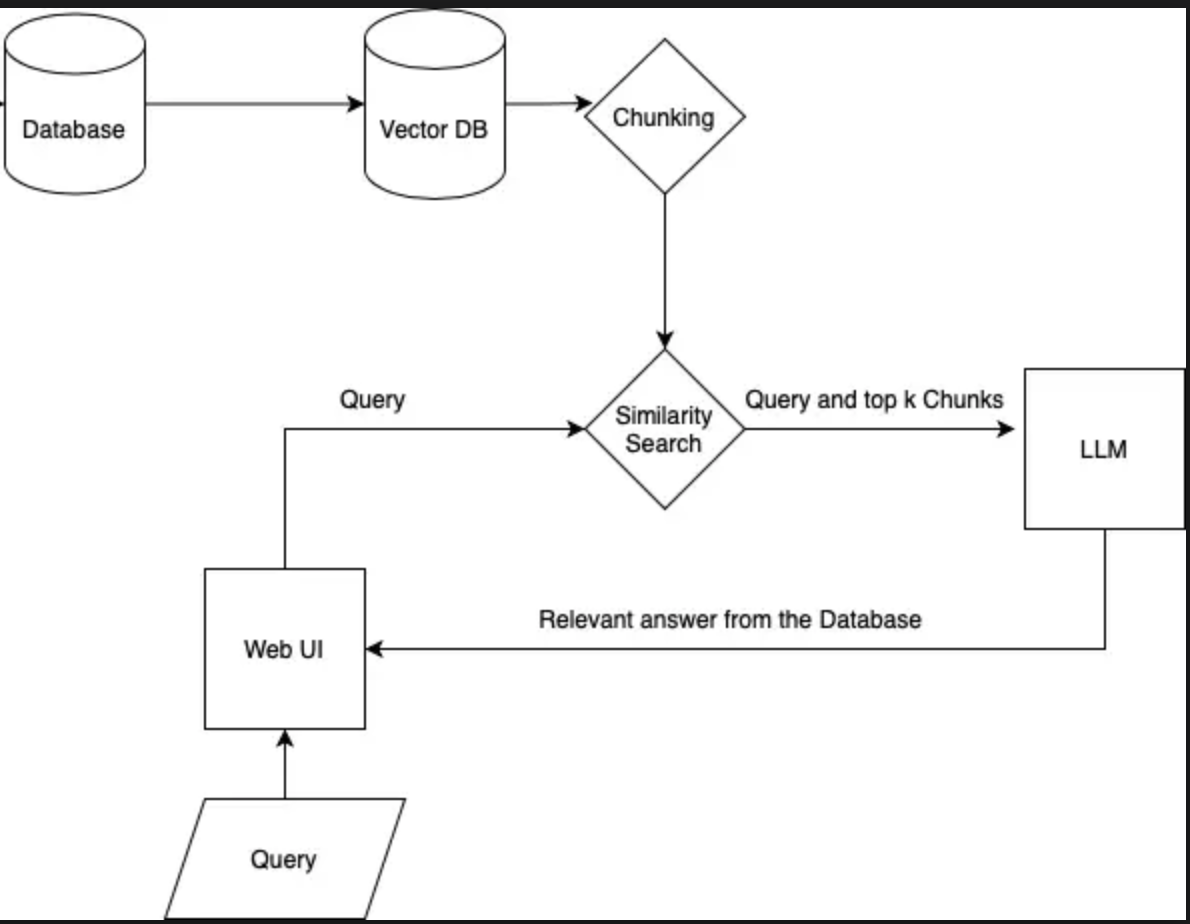 Database
Vector DB
Chunking
Query
Similarity
Search
Query and top k Chunks
LLM
Relevant answer from the Database
Web UI
Query